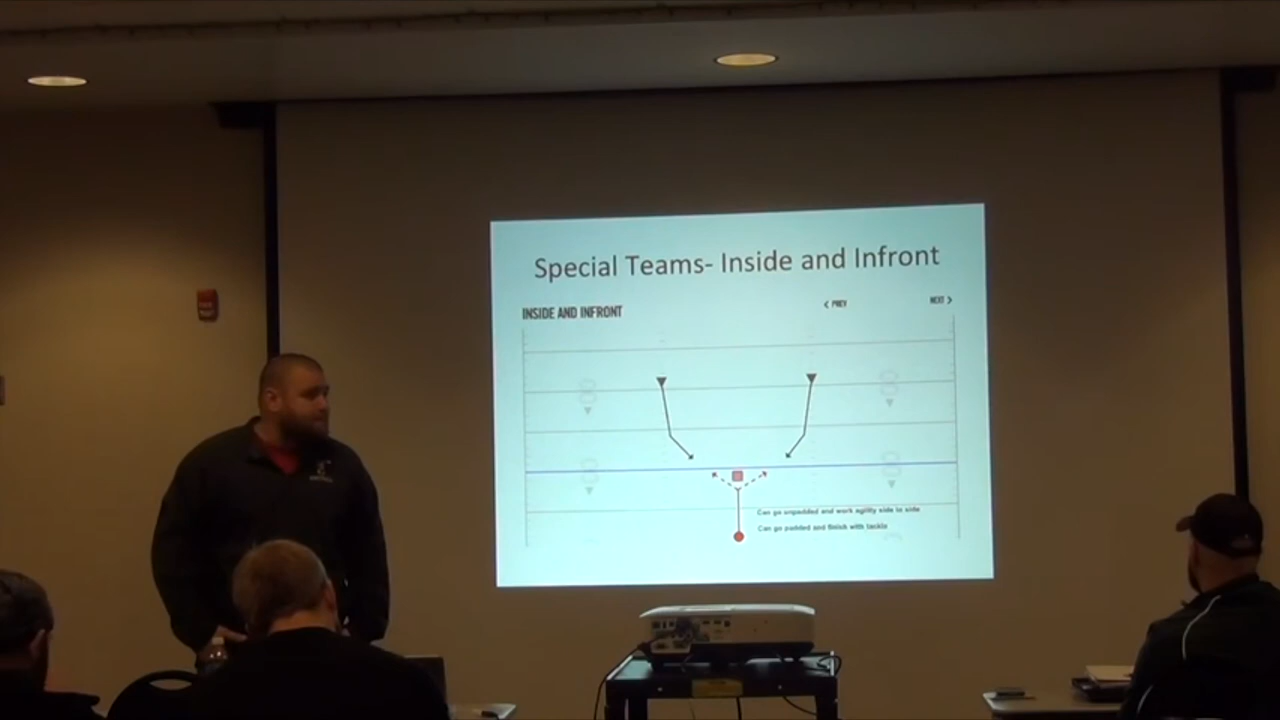 Special Teams- Inside and Infront
INSIDE AND INFRONT
< PREV
NEXT >
Can go unpadded and work agility side to side
Can go padded and finish with tackle